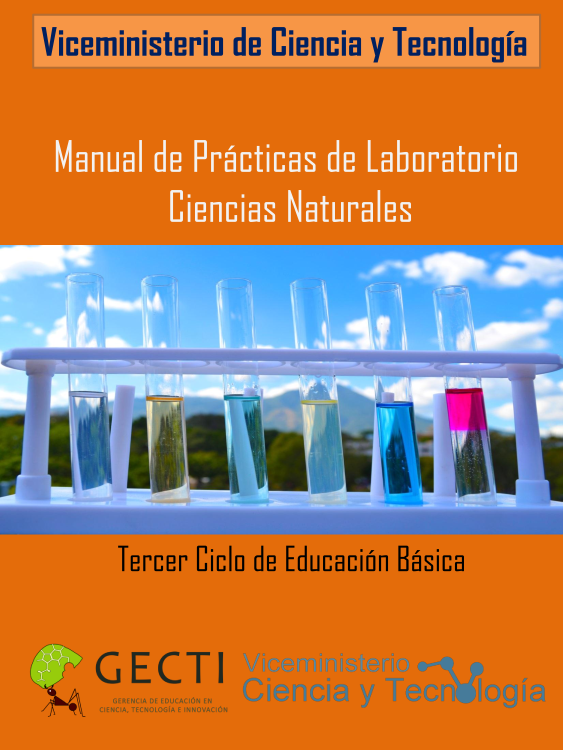 Viceministerio de Ciencia y Tecnología
Manual de Prácticas de Laboratorio
Ciencias Naturales
Tercer Ciclo de Educación Básica
GECTI
GERENCIA DE EDUCACIÓN EN
CIENCIA, TECNOLOGÍA E INNOVACIÓN
Viceministerio
Ciencia y Tecnología